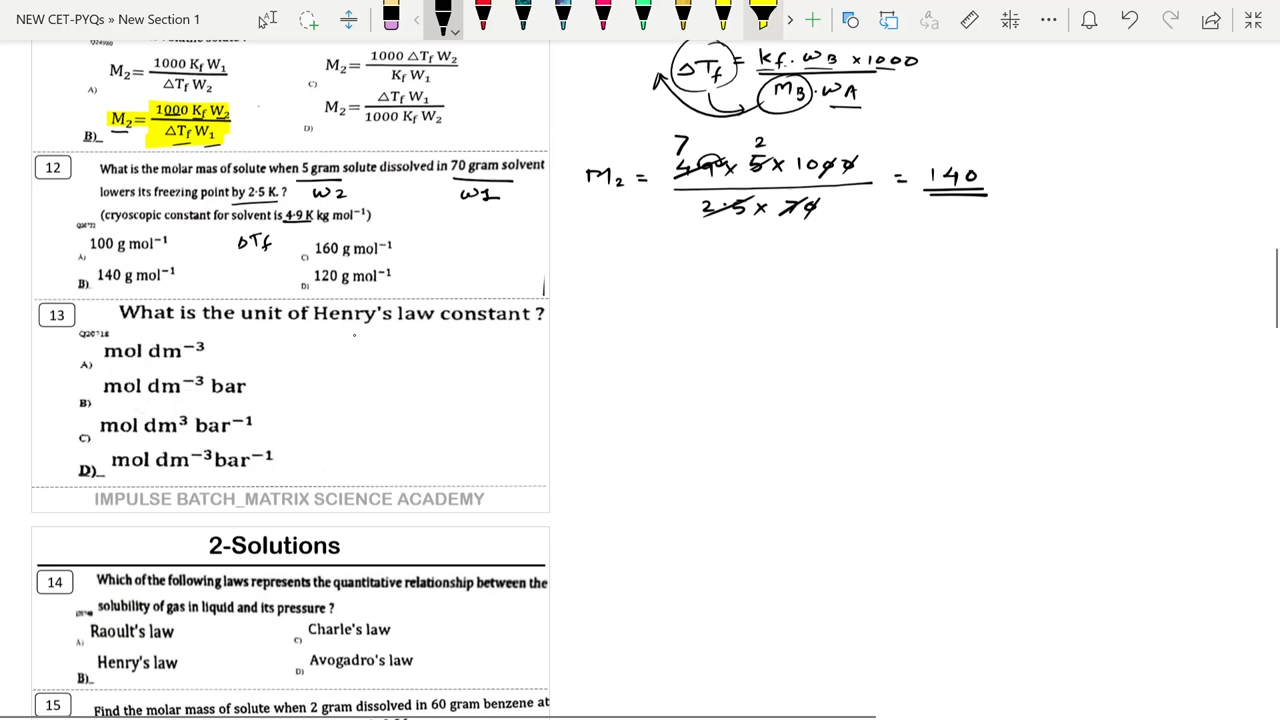 NEW CET-PYQs » New Section 1
M₂= 1000 Kf W₁ / △Tf W₂
A)
M₂= 1000 △Tf W₂ / Kf W₁
C)
M₂= 1000 Kf W₂ / △Tf W₁
B)
M₂= △Tf W₁ / 1000 Kf W₂
D)
12
What is the molar mas of solute when 5 gram solute dissolved in 70 gram solvent
lowers its freezing point by 2·5 K.?
W2
W1
(cryoscopic constant for solvent is 4·9 K kg mol⁻¹)
ΔTf
100 g mol⁻¹
A)
160 g mol⁻¹
C)
140 g mol⁻¹
B)
120 g mol⁻¹
D)
13
What is the unit of Henry's law constant ?
mol dm⁻³
A)
mol dm⁻³ bar
B)
mol dm³ bar⁻¹
C)
mol dm⁻³bar⁻¹
D)
IMPULSE BATCH_MATRIX SCIENCE ACADEMY
2-Solutions
14
Which of the following laws represents the quantitative relationship between the
solubility of gas in liquid and its pressure ?
Raoult's law
A)
Charle's law
C)
Henry's law
B)
Avogadro's law
D)
15
Find the molar mass of solute when 2 gram dissolved in 60 gram benzene at
ΔTf = Kf · WB × 1000 / MB · WA
7 2
M₂ = 4.9 × 5 × 1000 / 2.5 × 70 = 140